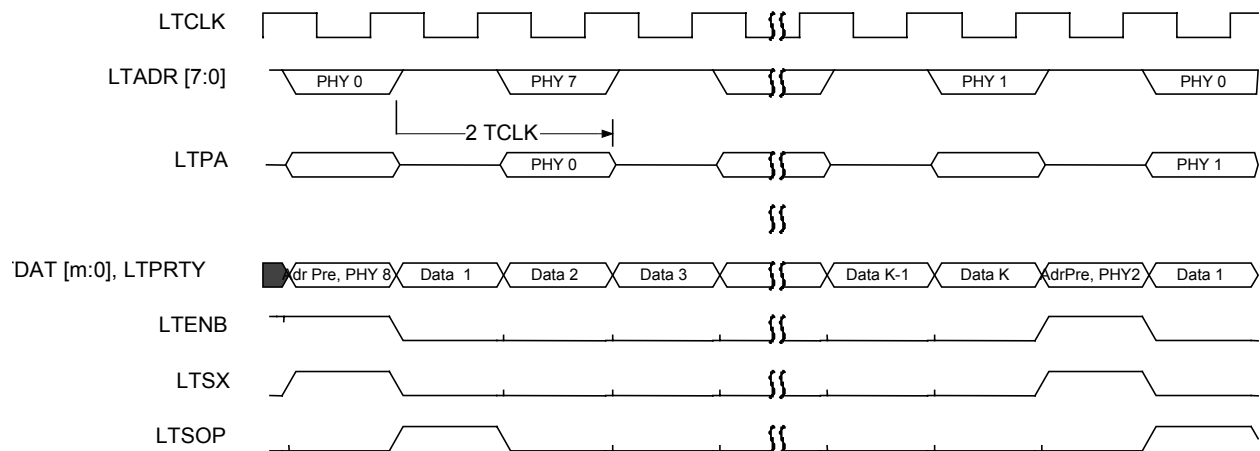 LTCLK
LTADR [7:0]
PHY 0
PHY 7
PHY 1
PHY 0
2 TCLK
LTPA
PHY 0
PHY 1
DAT [m:0], LTPRTY
Adr Pre, PHY 8
Data 1
Data 2
Data 3
Data K-1
Data K
AdrPre, PHY2
Data 1
LTENB
LTSX
LTSOP